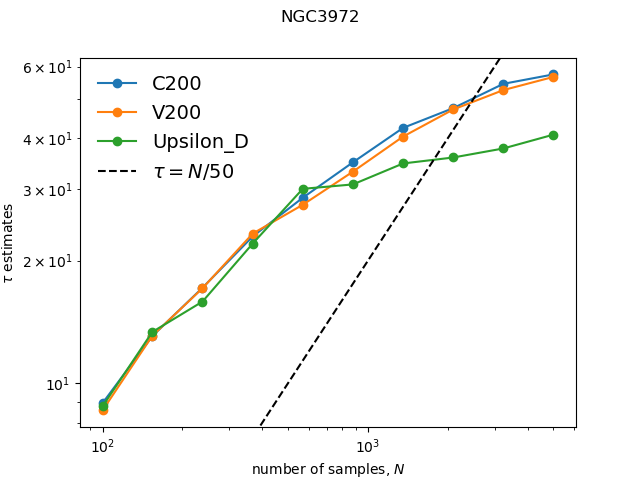 NGC3972
6 × 10¹
4 × 10¹
3 × 10¹
2 × 10¹
10¹
τ estimates
C200
V200
Upsilon_D
τ = N/50
10² 10³
number of samples, N